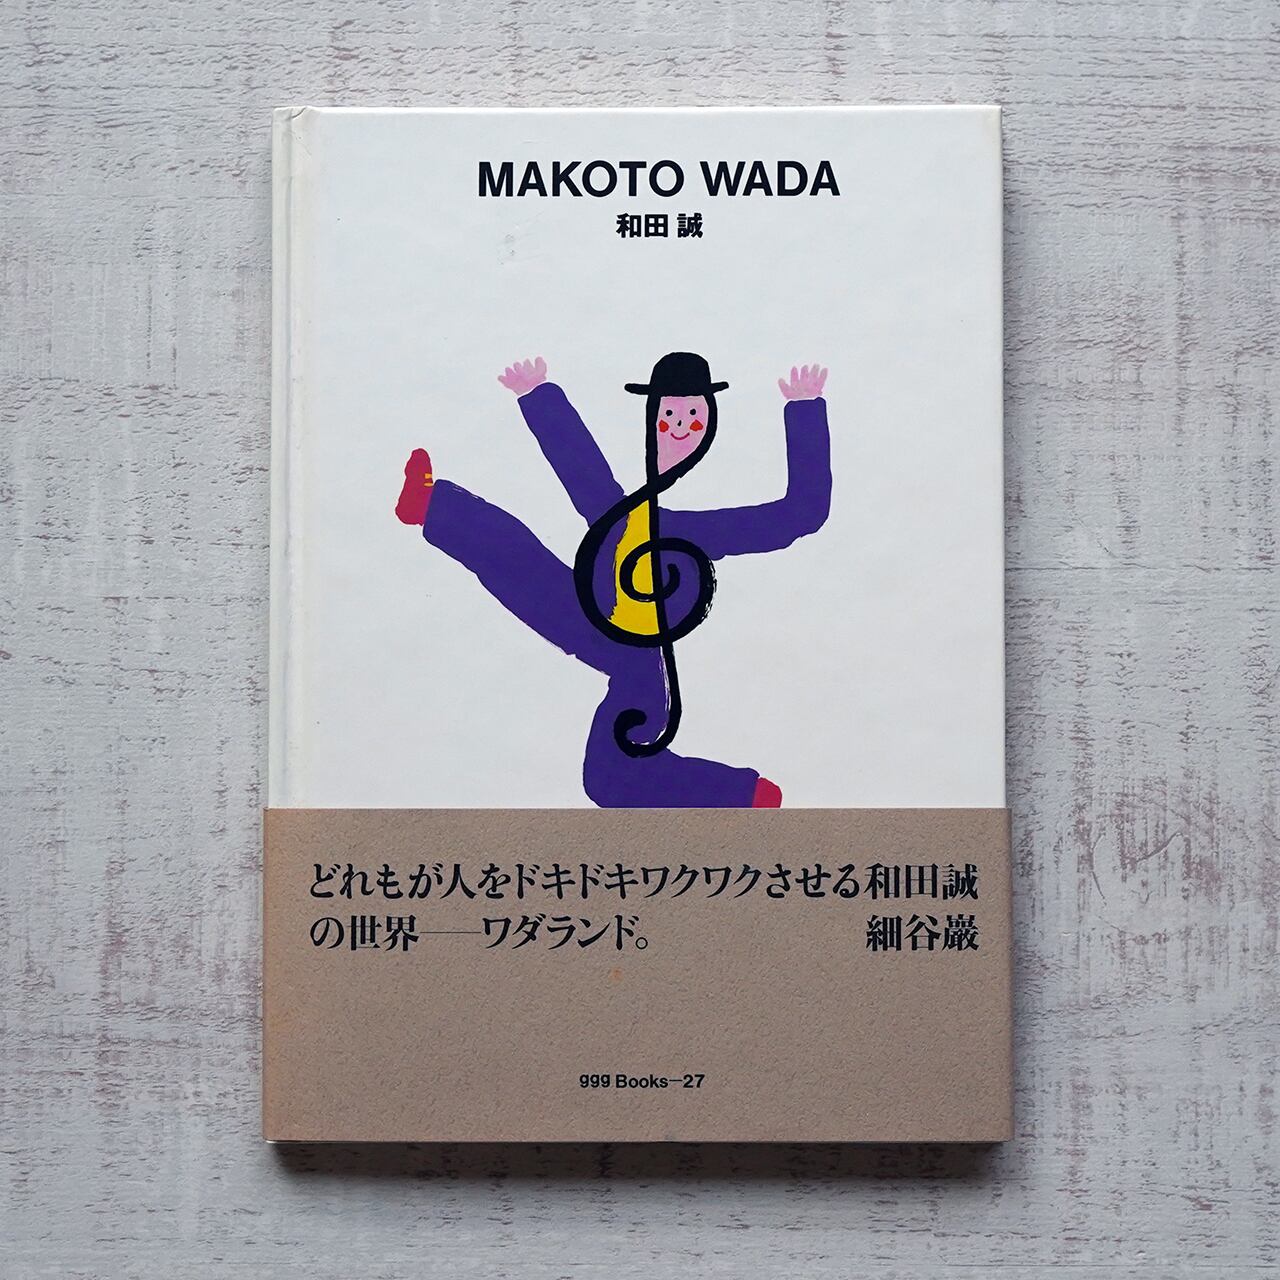 MAKOTO WADA
和田 誠
どれもが人をドキドキワクワクさせる和田誠
の世界──ワダランド。 細谷巖
ggg Books—27